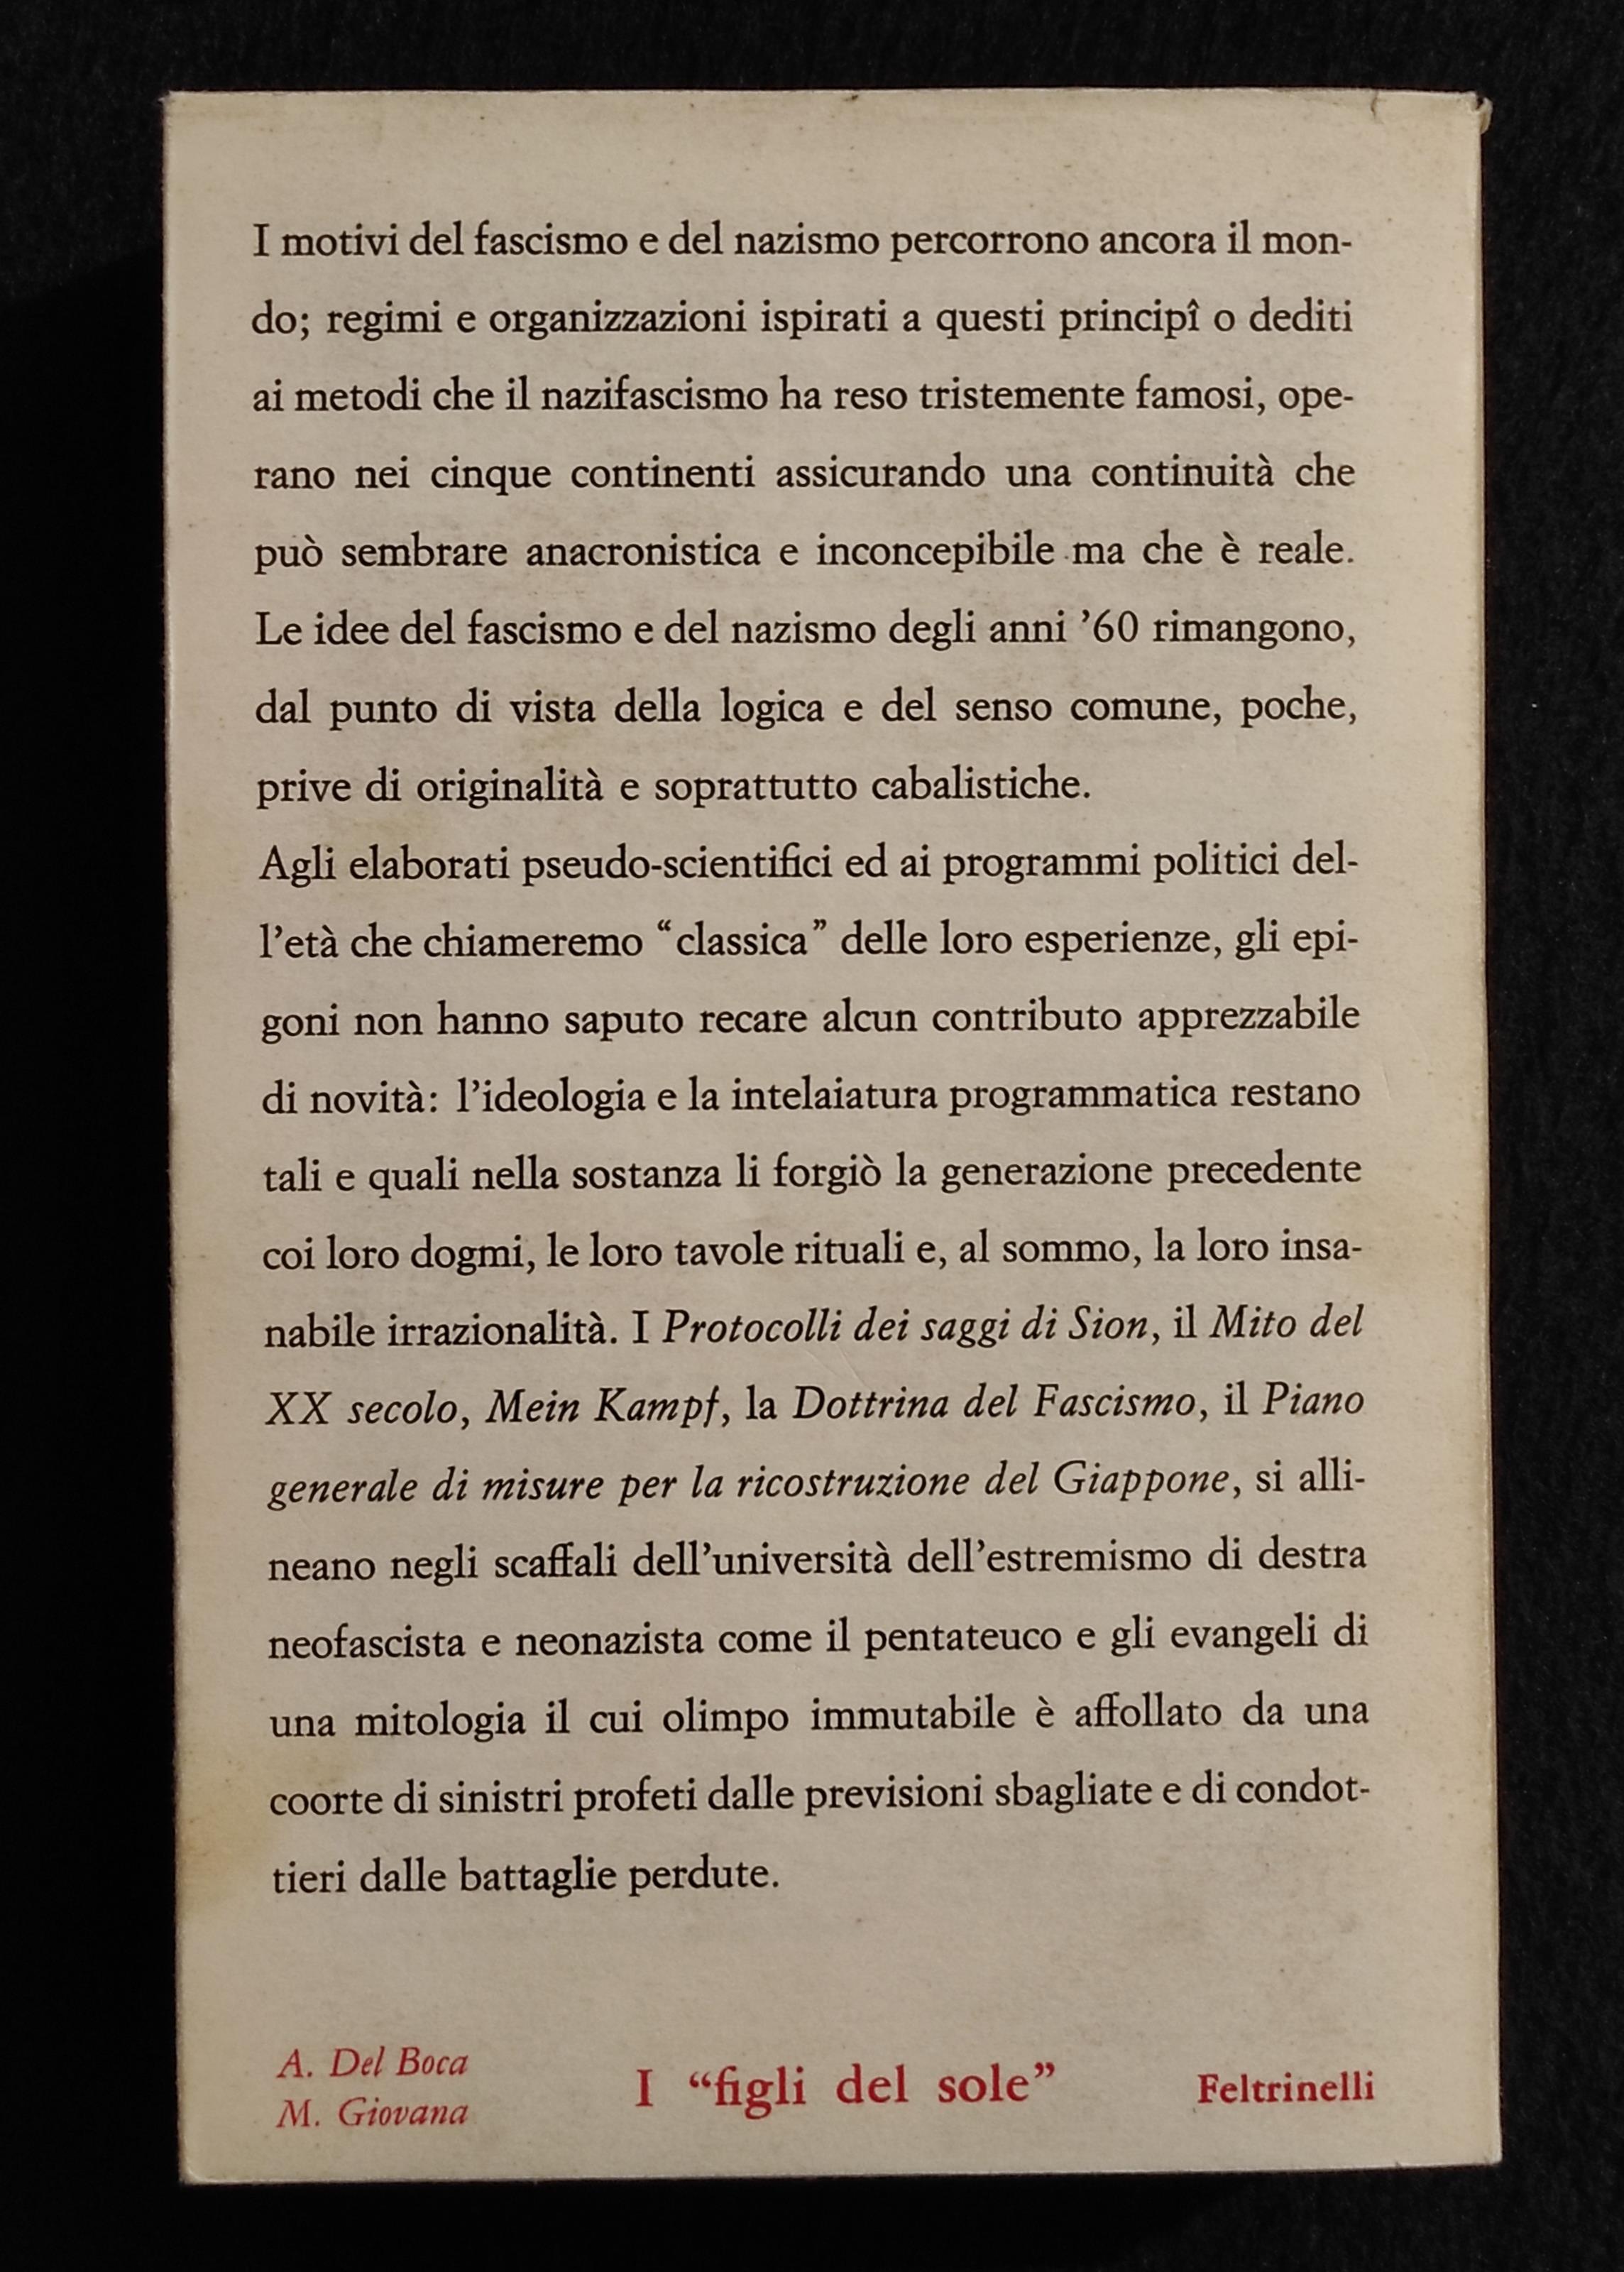 I motivi del fascismo e del nazismo percorrono ancora il mon-
do; regimi e organizzazioni ispirati a questi principî o dediti
ai metodi che il nazifascismo ha reso tristemente famosi, ope-
rano nei cinque continenti assicurando una continuità che
può sembrare anacronistica e inconcepibile ma che è reale.
Le idee del fascismo e del nazismo degli anni ’60 rimangono,
dal punto di vista della logica e del senso comune, poche,
prive di originalità e soprattutto cabalistiche.
Agli elaborati pseudo-scientifici ed ai programmi politici del-
l’età che chiameremo “classica” delle loro esperienze, gli epi-
goni non hanno saputo recare alcun contributo apprezzabile
di novità: l’ideologia e la intelaiatura programmatica restano
tali e quali nella sostanza li forgiò la generazione precedente
coi loro dogmi, le loro tavole rituali e, al sommo, la loro insa-
nabile irrazionalità. I Protocolli dei saggi di Sion, il Mito del
XX secolo, Mein Kampf, la Dottrina del Fascismo, il Piano
generale di misure per la ricostruzione del Giappone, si alli-
neano negli scaffali dell’università dell’estremismo di destra
neofascista e neonazista come il pentateuco e gli evangeli di
una mitologia il cui olimpo immutabile è affollato da una
coorte di sinistri profeti dalle previsioni sbagliate e di condot-
tieri dalle battaglie perdute.
A. Del Boca
M. Giovana
I “figli del sole”
Feltrinelli